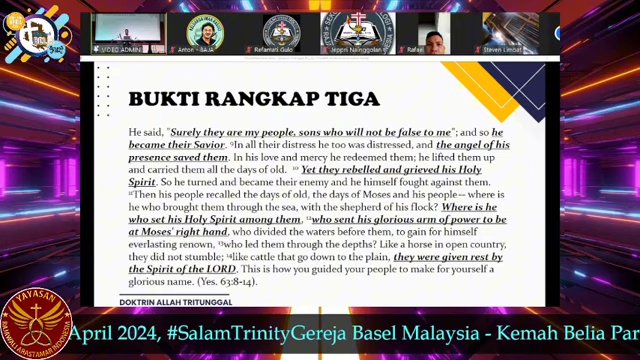 VIDEO ADMIN
Anton - BAJA
Refamati Gulo
Jeppri Nainggolan
Rafael
Steven Limbat
BUKTI RANGKAP TIGA
He said, "Surely they are my people, sons who will not be false to me"; and so he
became their Savior. 9In all their distress he too was distressed, and the angel of his
presence saved them. In his love and mercy he redeemed them; he lifted them up
and carried them all the days of old. 10 Yet they rebelled and grieved his Holy
Spirit. So he turned and became their enemy and he himself fought against them.
11Then his people recalled the days of old, the days of Moses and his people— where is
he who brought them through the sea, with the shepherd of his flock? Where is he
who set his Holy Spirit among them, 12who sent his glorious arm of power to be
at Moses' right hand, who divided the waters before them, to gain for himself
everlasting renown, 13who led them through the depths? Like a horse in open country,
they did not stumble; 14like cattle that go down to the plain, they were given rest by
the Spirit of the LORD. This is how you guided your people to make for yourself a
glorious name. (Yes. 63:8-14).
DOKTRIN ALLAH TRITUNGGAL
YAYASAN
RAJAWALI ARASTAMAR INDONESIA
April 2024, #SalamTrinityGereja Basel Malaysia - Kemah Belia Par